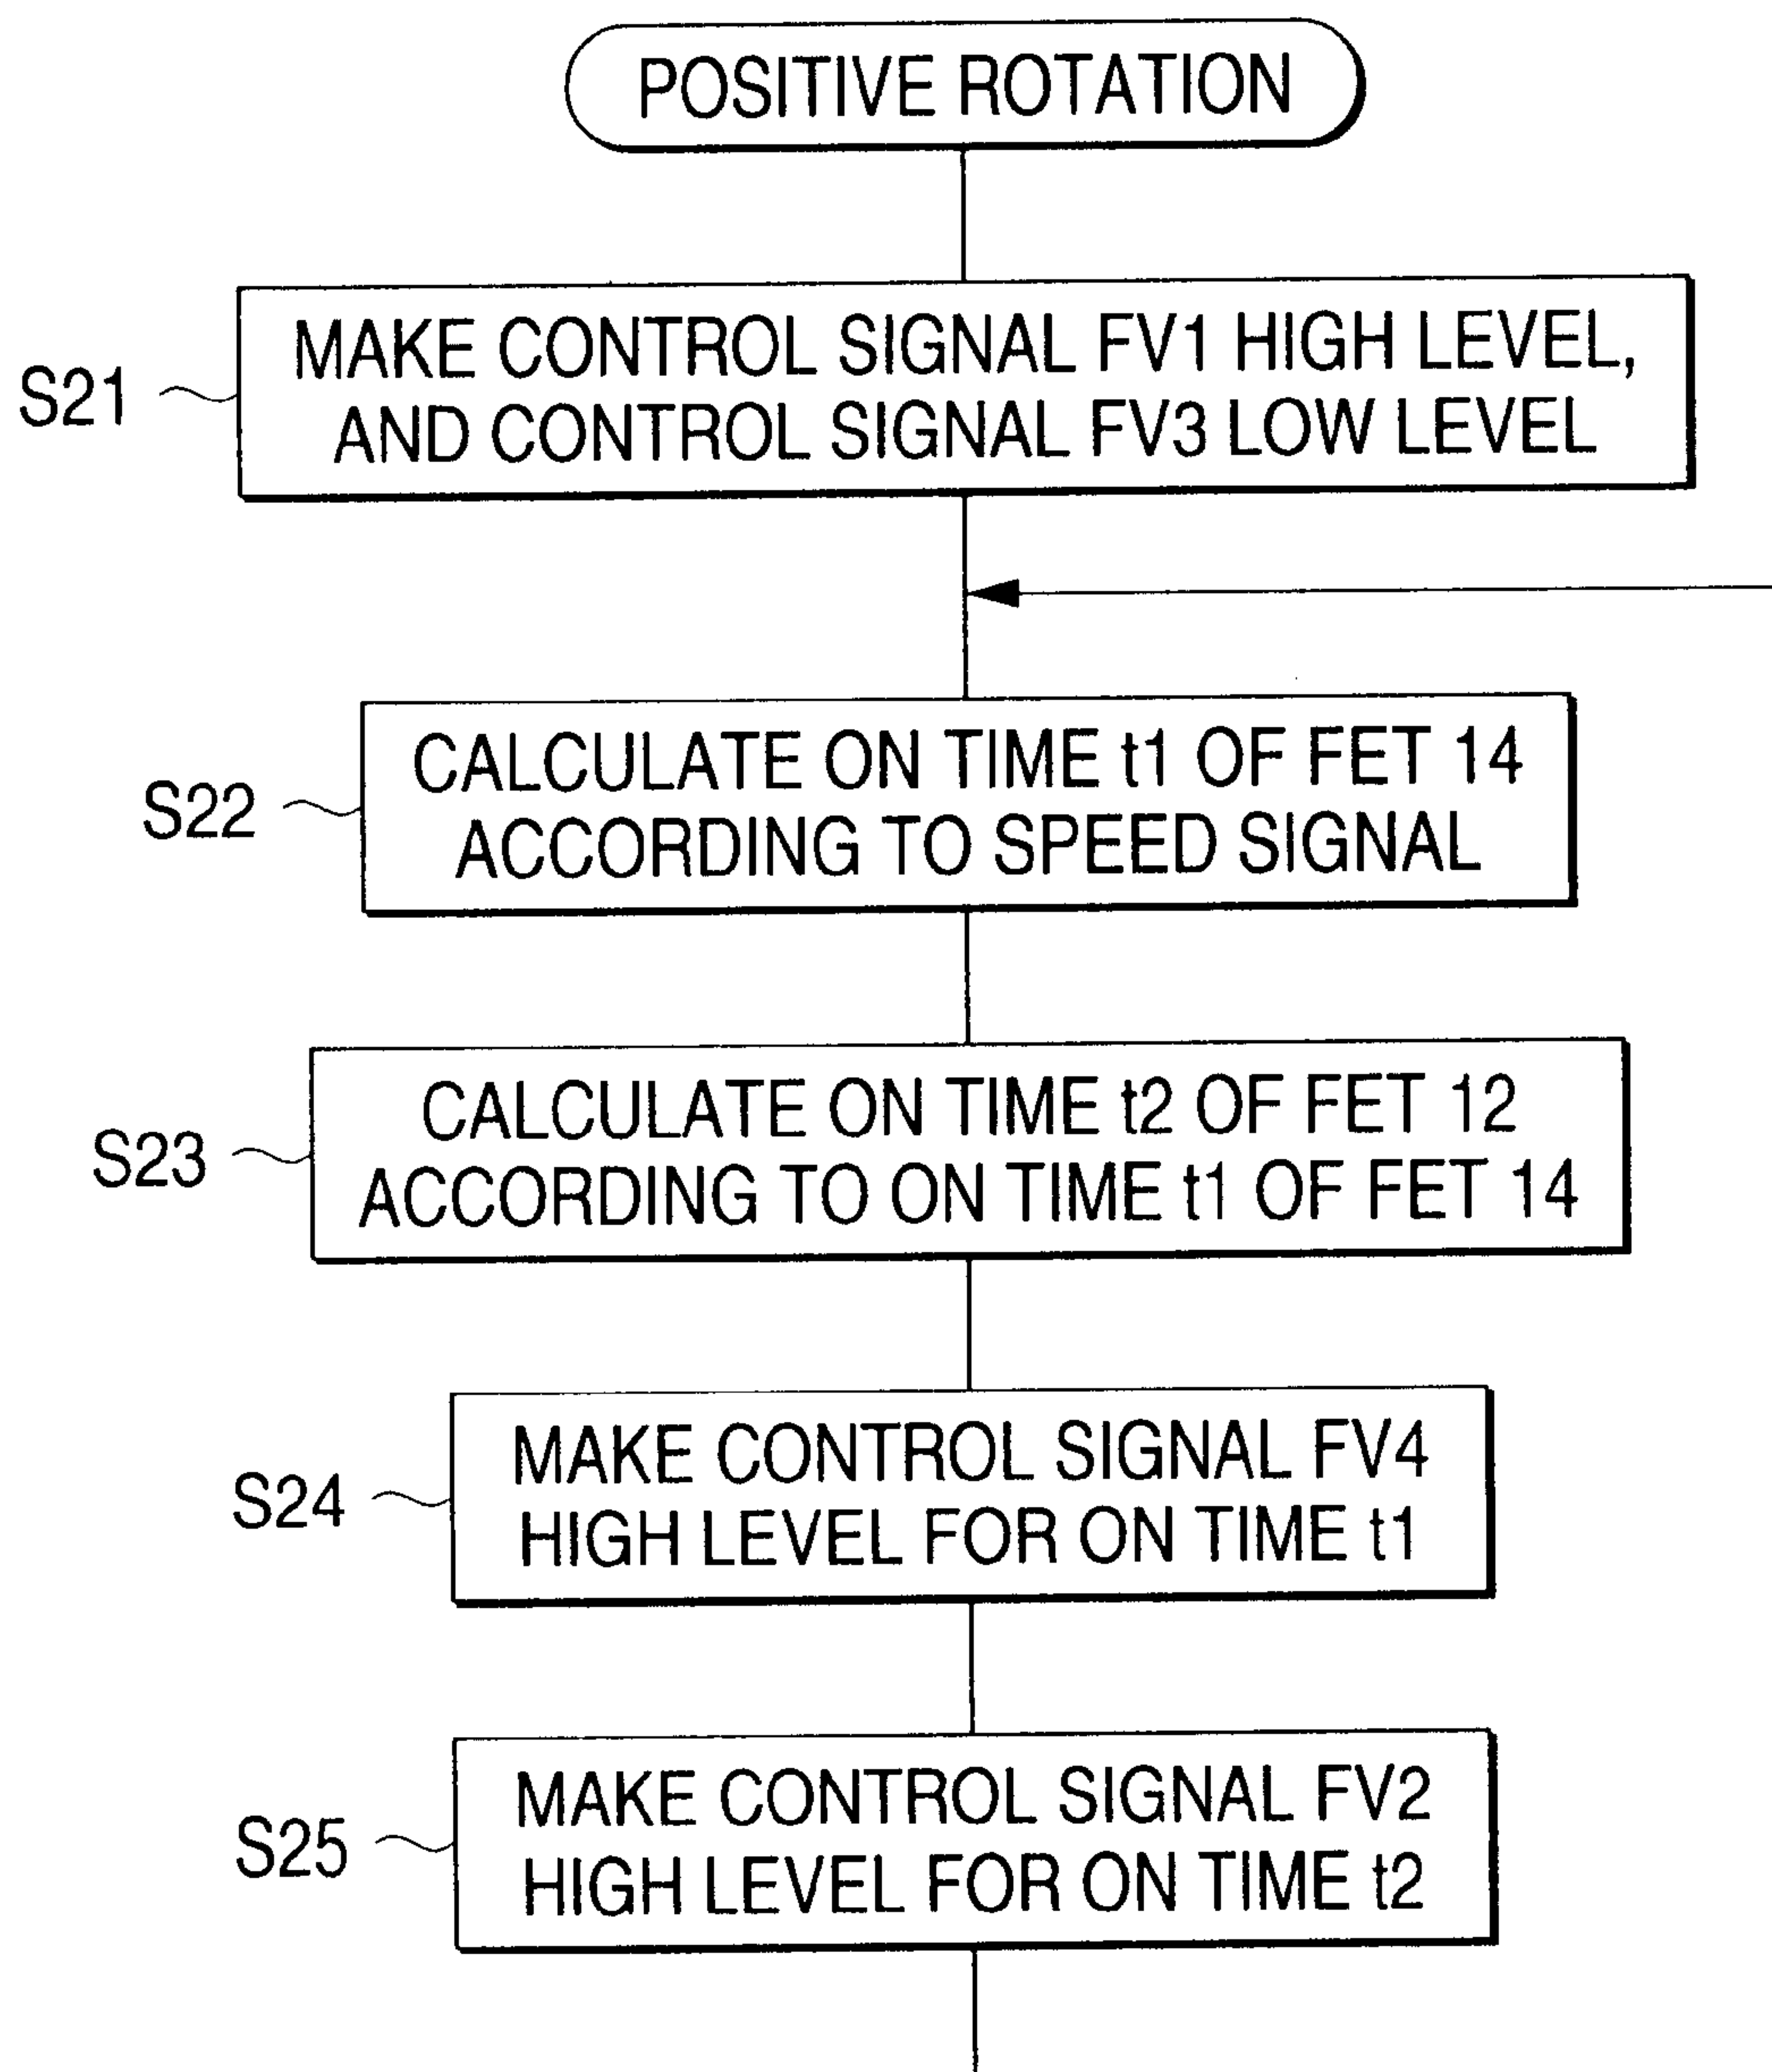 POSITIVE ROTATION
S21
MAKE CONTROL SIGNAL FV1 HIGH LEVEL,
AND CONTROL SIGNAL FV3 LOW LEVEL
S22
CALCULATE ON TIME t1 OF FET 14
ACCORDING TO SPEED SIGNAL
S23
CALCULATE ON TIME t2 OF FET 12
ACCORDING TO ON TIME t1 OF FET 14
S24
MAKE CONTROL SIGNAL FV4
HIGH LEVEL FOR ON TIME t1
S25
MAKE CONTROL SIGNAL FV2
HIGH LEVEL FOR ON TIME t2